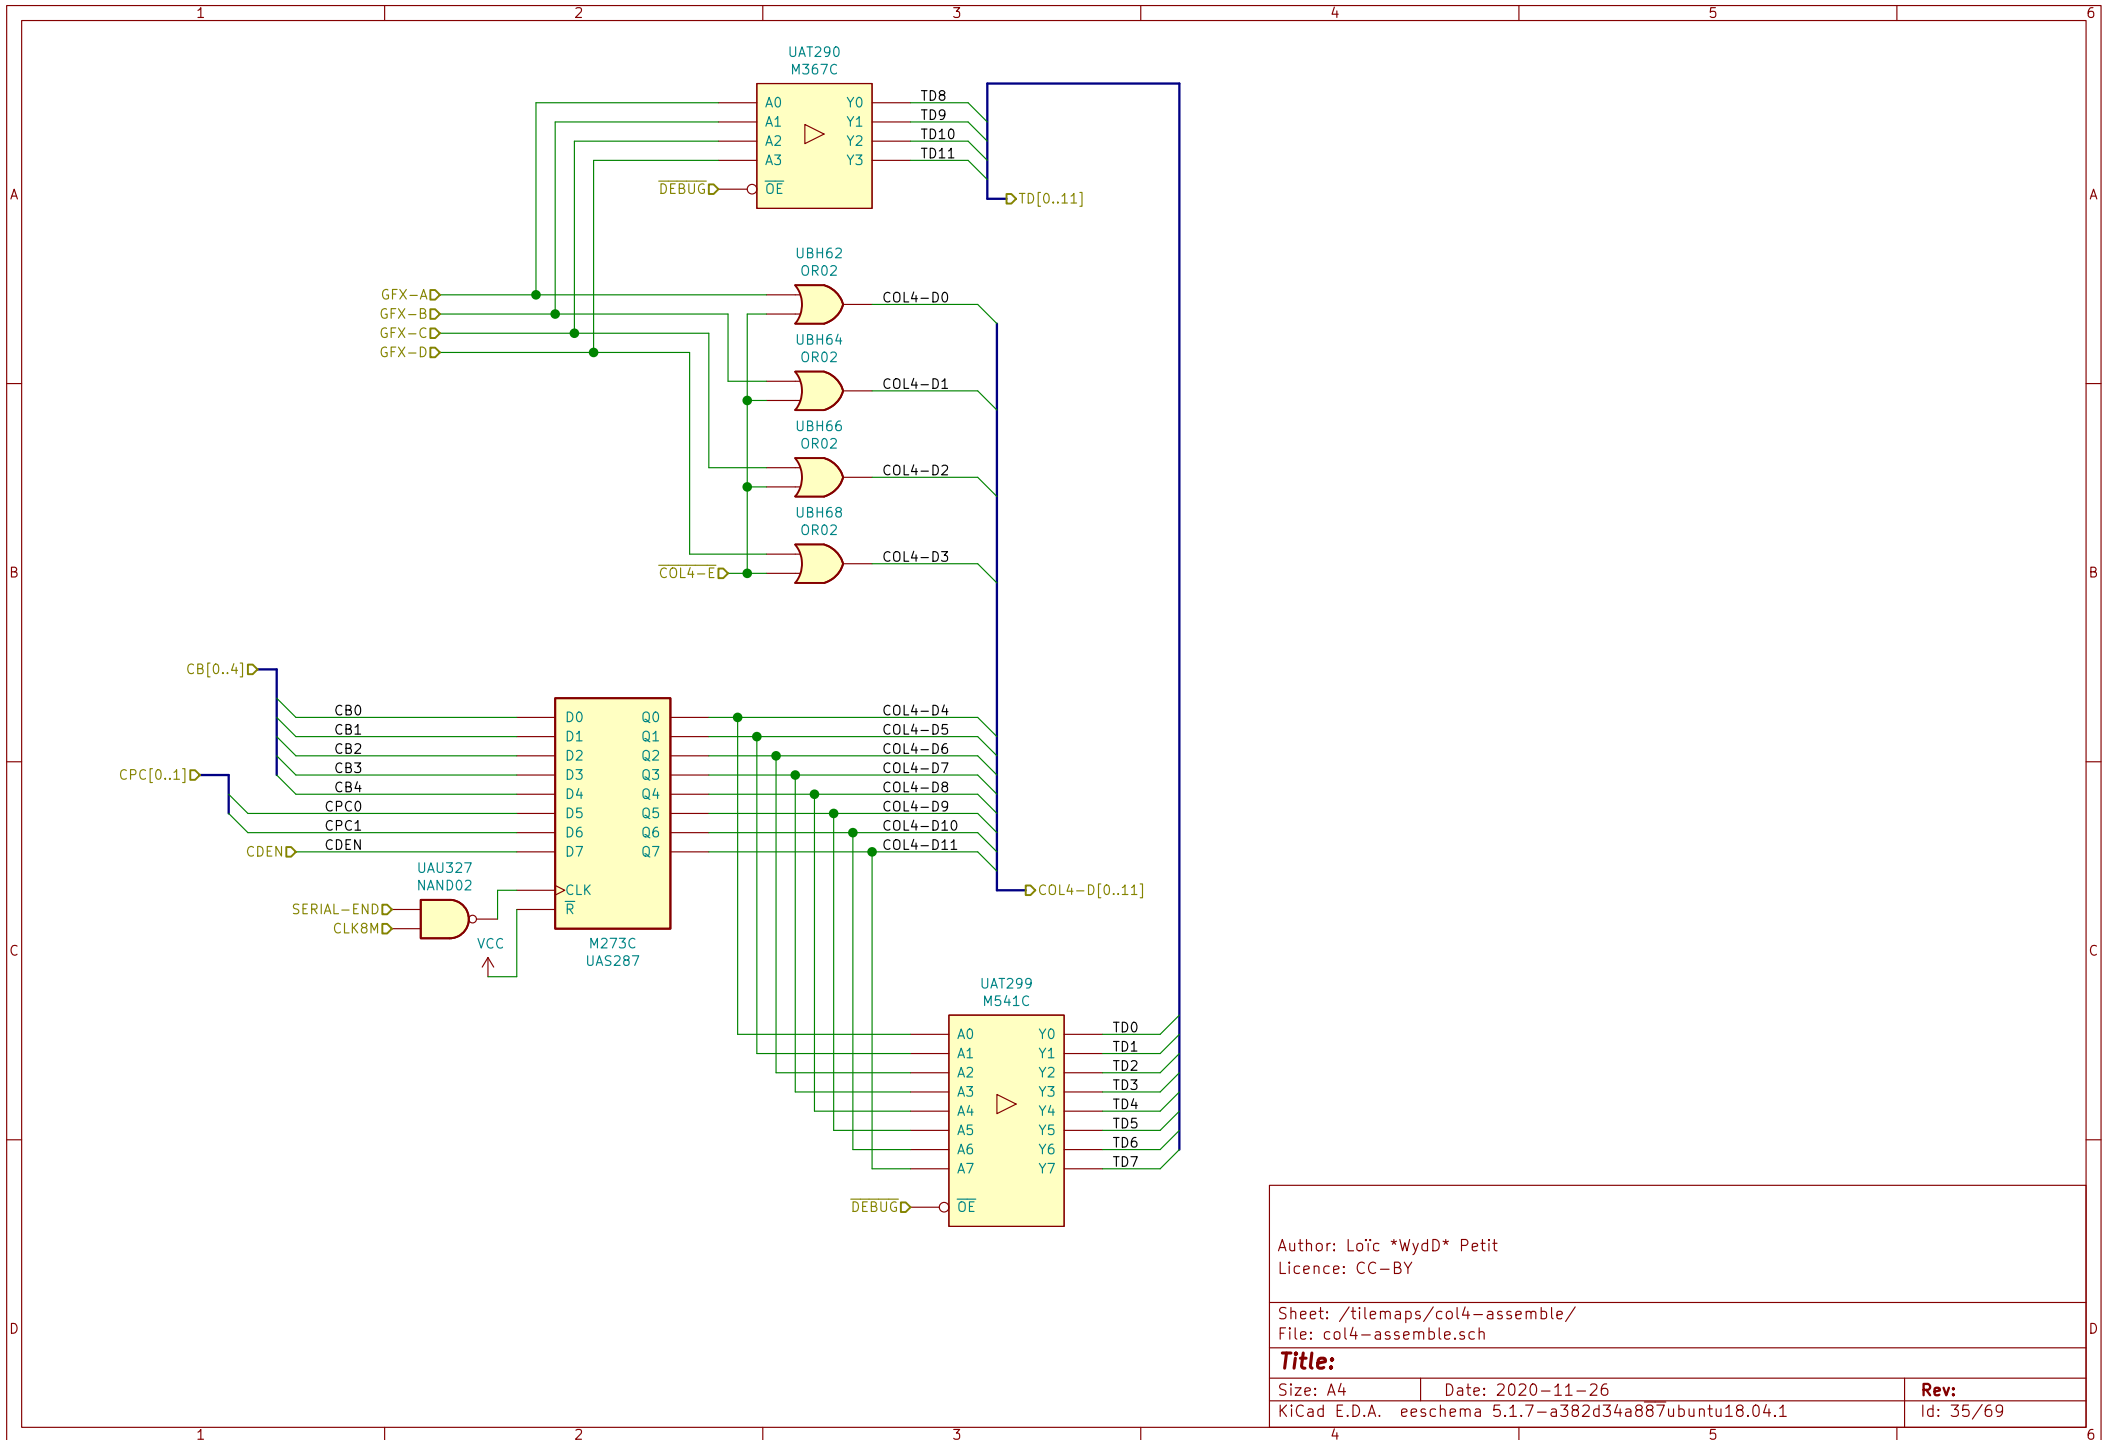 1 2 3 4 5 6
UAT290
M367C
A0 Y0 TD8
A1 Y1 TD9
A2 Y2 TD10
A3 Y3 TD11
DEBUG OE
TD[0..11]
A A
UBH62
OR02
GFX-A
GFX-B
GFX-C
GFX-D
COL4-D0
UBH64
OR02
COL4-D1
UBH66
OR02
COL4-D2
UBH68
OR02
COL4-D3
COL4-E
B B
CB[0..4]
CB0 D0 Q0 COL4-D4
CB1 D1 Q1 COL4-D5
CB2 D2 Q2 COL4-D6
CPC[0..1] CB3 D3 Q3 COL4-D7
CB4 D4 Q4 COL4-D8
CPC0 D5 Q5 COL4-D9
CPC1 D6 Q6 COL4-D10
CDEN CDEN D7 Q7 COL4-D11
UAU327
NAND02
CLK
COL4-D[0..11]
SERIAL-END R
CLK8M
VCC
M273C
UAS287
C C
UAT299
M541C
A0 Y0 TD0
A1 Y1 TD1
A2 Y2 TD2
A3 Y3 TD3
A4 Y4 TD4
A5 Y5 TD5
A6 Y6 TD6
A7 Y7 TD7
DEBUG OE
Author: Loïc *WydD* Petit
Licence: CC-BY
Sheet: /tilemaps/col4-assemble/
File: col4-assemble.sch
D D
Title:
Size: A4 Date: 2020-11-26 Rev:
KiCad E.D.A. eeschema 5.1.7-a382d34a887ubuntu18.04.1 Id: 35/69
1 2 3 4 5 6